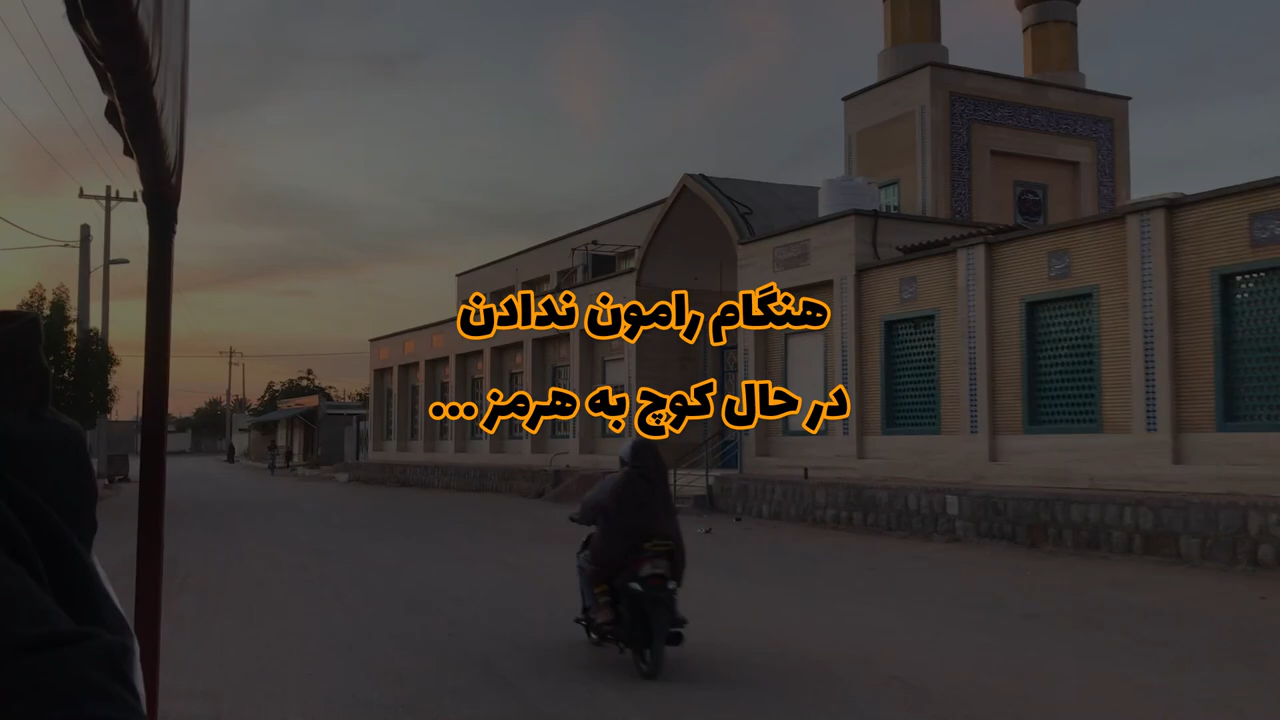 هنگام رامون ندادن
در حال کوچ به هرمز ...